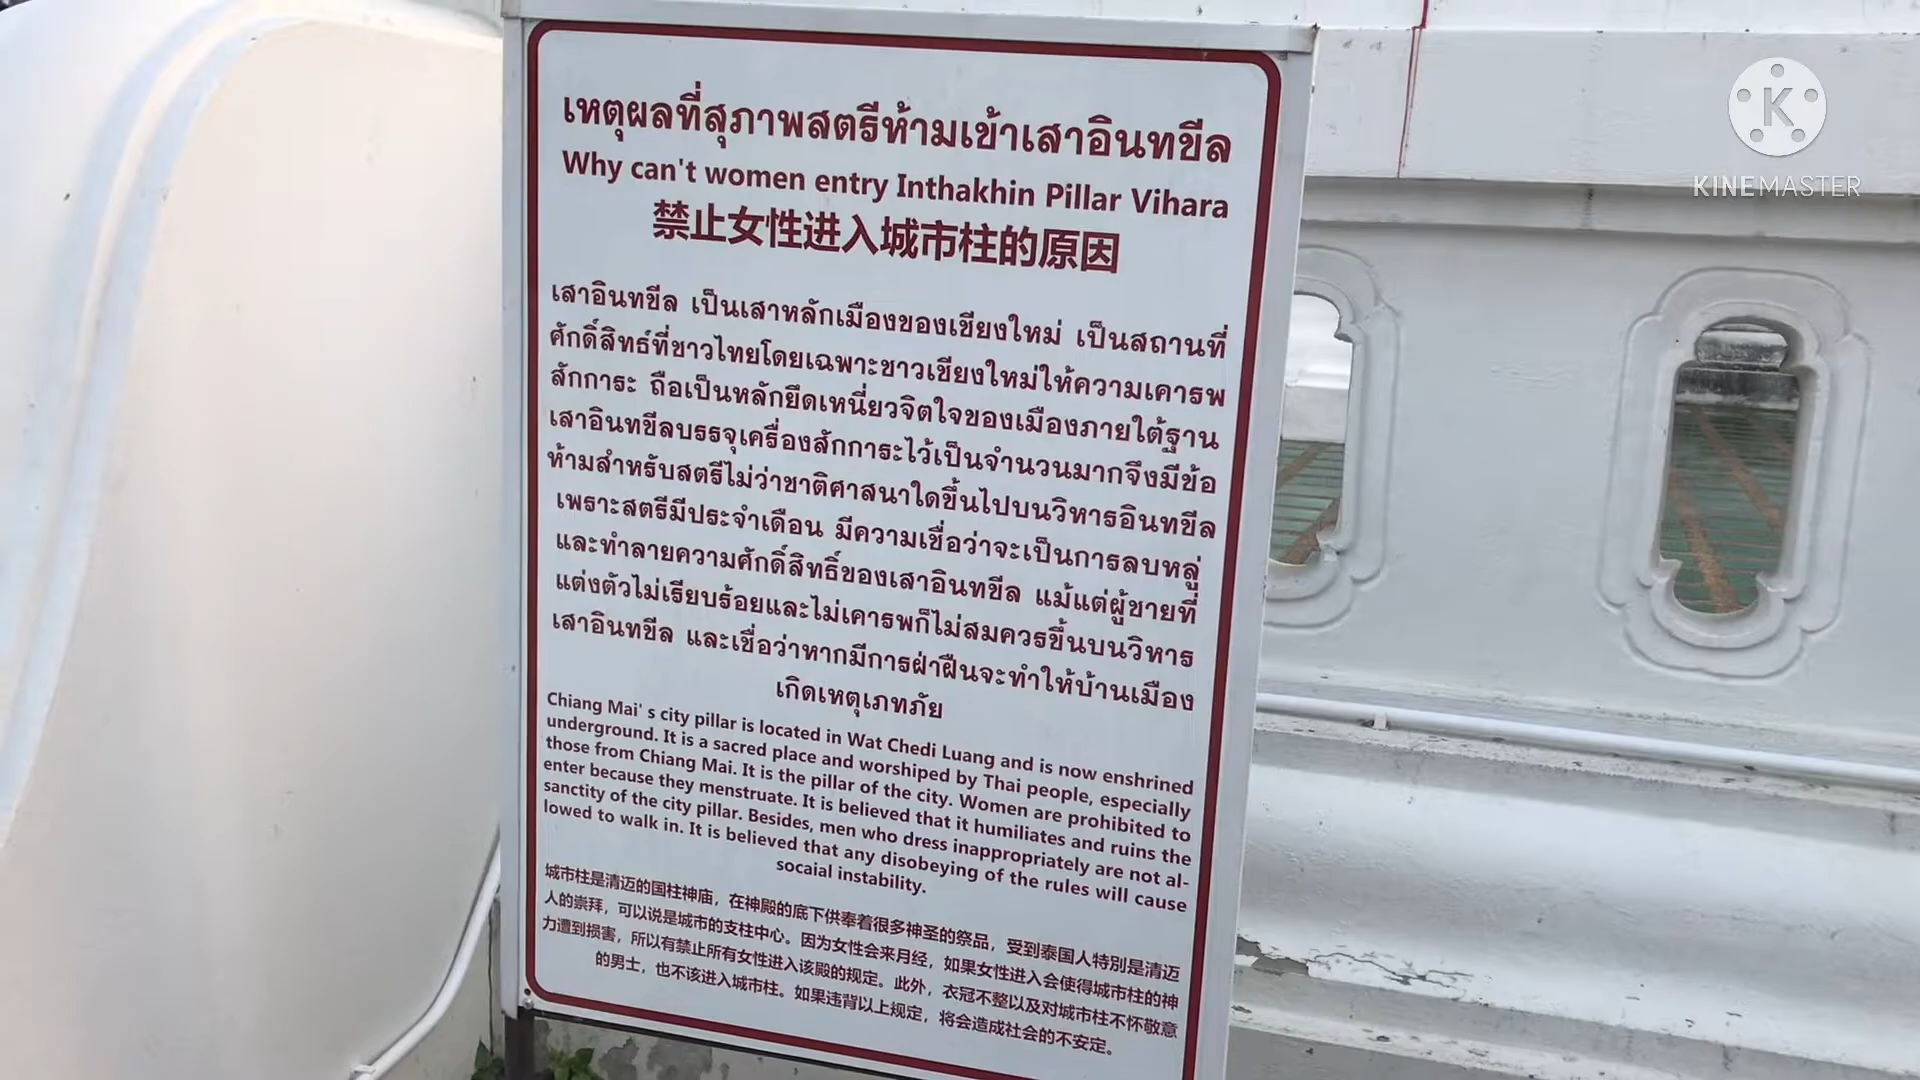 เหตุผลที่สุภาพสตรีห้ามเข้าเสาอินทขีล
Why can't women entry Inthakhin Pillar Vihara
禁止女性进入城市柱的原因
เสาอินทขีล เป็นเสาหลักเมืองของเชียงใหม่ เป็นสถานที่
ศักดิ์สิทธ์ที่ชาวไทยโดยเฉพาะชาวเชียงใหม่ให้ความเคารพ
สักการะ ถือเป็นหลักยึดเหนี่ยวจิตใจของเมืองภายใต้ฐาน
เสาอินทขีลบรรจุเครื่องสักการะไว้เป็นจำนวนมากจึงมีข้อ
ห้ามสำหรับสตรีไม่ว่าชาติศาสนาใดขึ้นไปบนวิหารอินทขีล
เพราะสตรีมีประจำเดือน มีความเชื่อว่าจะเป็นการลบหลู่
และทำลายความศักดิ์สิทธิ์ของเสาอินทขีล แม้แต่ผู้ชายที่
แต่งตัวไม่เรียบร้อยและไม่เคารพก็ไม่สมควรขึ้นบนวิหาร
เสาอินทขีล และเชื่อว่าหากมีการฝ่าฝืนจะทำให้บ้านเมือง
เกิดเหตุเภทภัย
Chiang Mai' s city pillar is located in Wat Chedi Luang and is now enshrined
underground. It is a sacred place and worshiped by Thai people, especially
those from Chiang Mai. It is the pillar of the city. Women are prohibited to
enter because they menstruate. It is believed that it humiliates and ruins the
sanctity of the city pillar. Besides, men who dress inappropriately are not al-
lowed to walk in. It is believed that any disobeying of the rules will cause
socaial instability.
城市柱是清迈的国柱神庙，在神殿的底下供奉着很多神圣的祭品，受到泰国人特别是清迈
人的崇拜，可以说是城市的支柱中心。因为女性会来月经，如果女性进入会使得城市柱的神
力遭到损害，所以有禁止所有女性进入该殿的规定。此外，衣冠不整以及对城市柱不怀敬意
的男士，也不该进入城市柱。如果违背以上规定，将会造成社会的不安定。
K
KINEMASTER